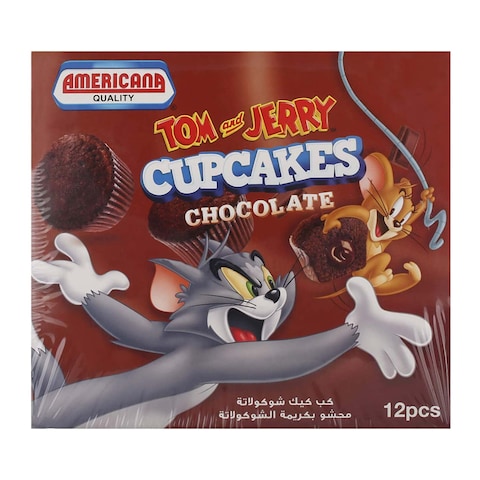 AMERICANA
QUALITY
TOM and JERRY
CUPCAKES
CHOCOLATE
كب كيك شوكولاتة
محشو بكريمة الشوكولاتة
12pcs